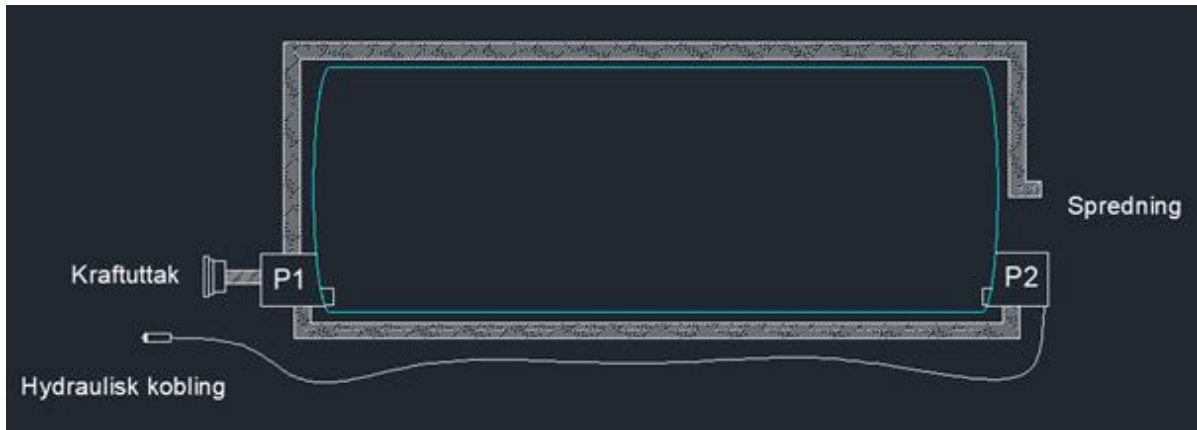 Spredning
Kraftuttak
P1
P2
Hydraulisk kobling